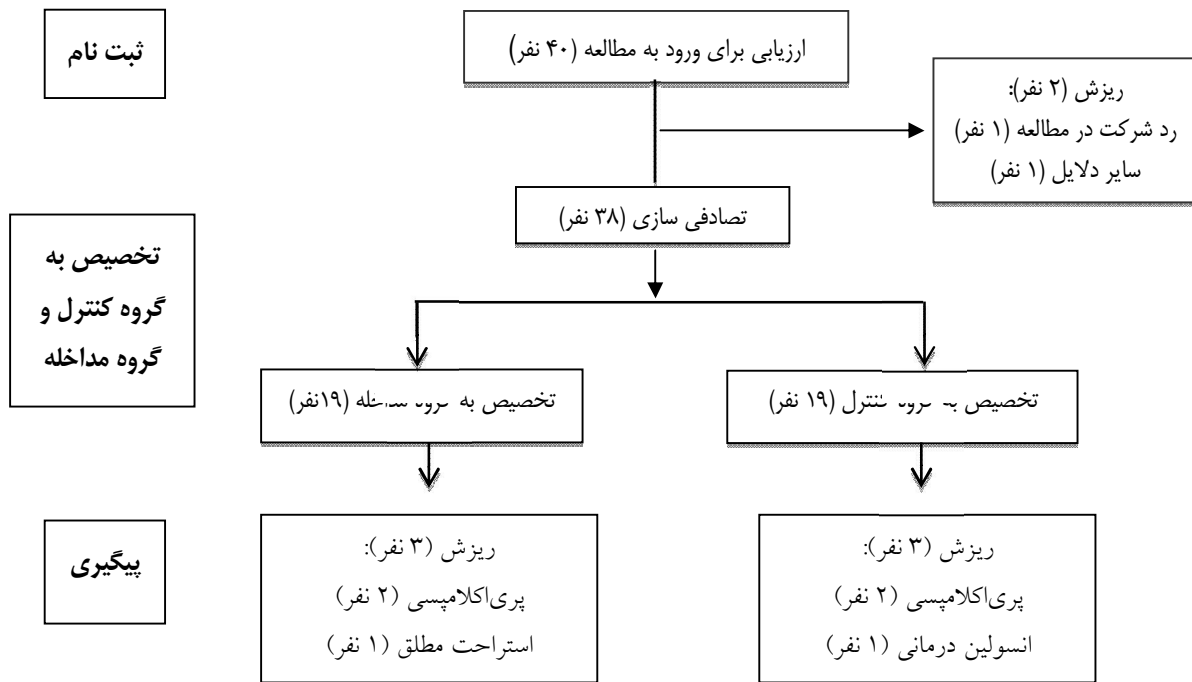 ثبت نام
ارزیابی برای ورود به مطالعه (۴۰ نفر)
ریزش (۲ نفر):
رد شرکت در مطالعه (۱ نفر)
سایر دلایل (۱ نفر)
تصادفی سازی (۳۸ نفر)
تخصیص به
گروه کنترل و
گروه مداخله
تخصیص به کنترل (۱۹ نفر)
تخصیص به (۱۹نفر)
پیگیری
ریزش (۳ نفر):
پری‌اکلامپسی (۲ نفر)
انسولین درمانی (۱ نفر)
ریزش (۳ نفر):
پری‌اکلامپسی (۲ نفر)
استراحت مطلق (۱ نفر)